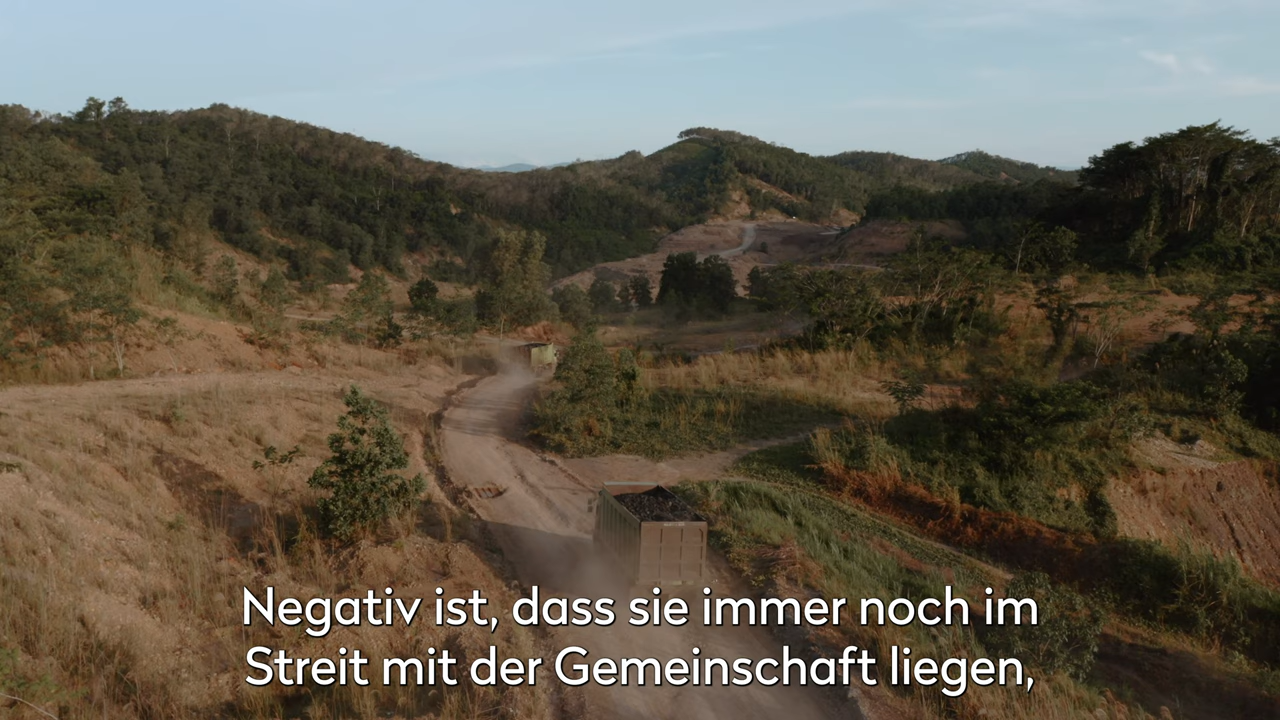 Negativ ist, dass sie immer noch im
Streit mit der Gemeinschaft liegen,